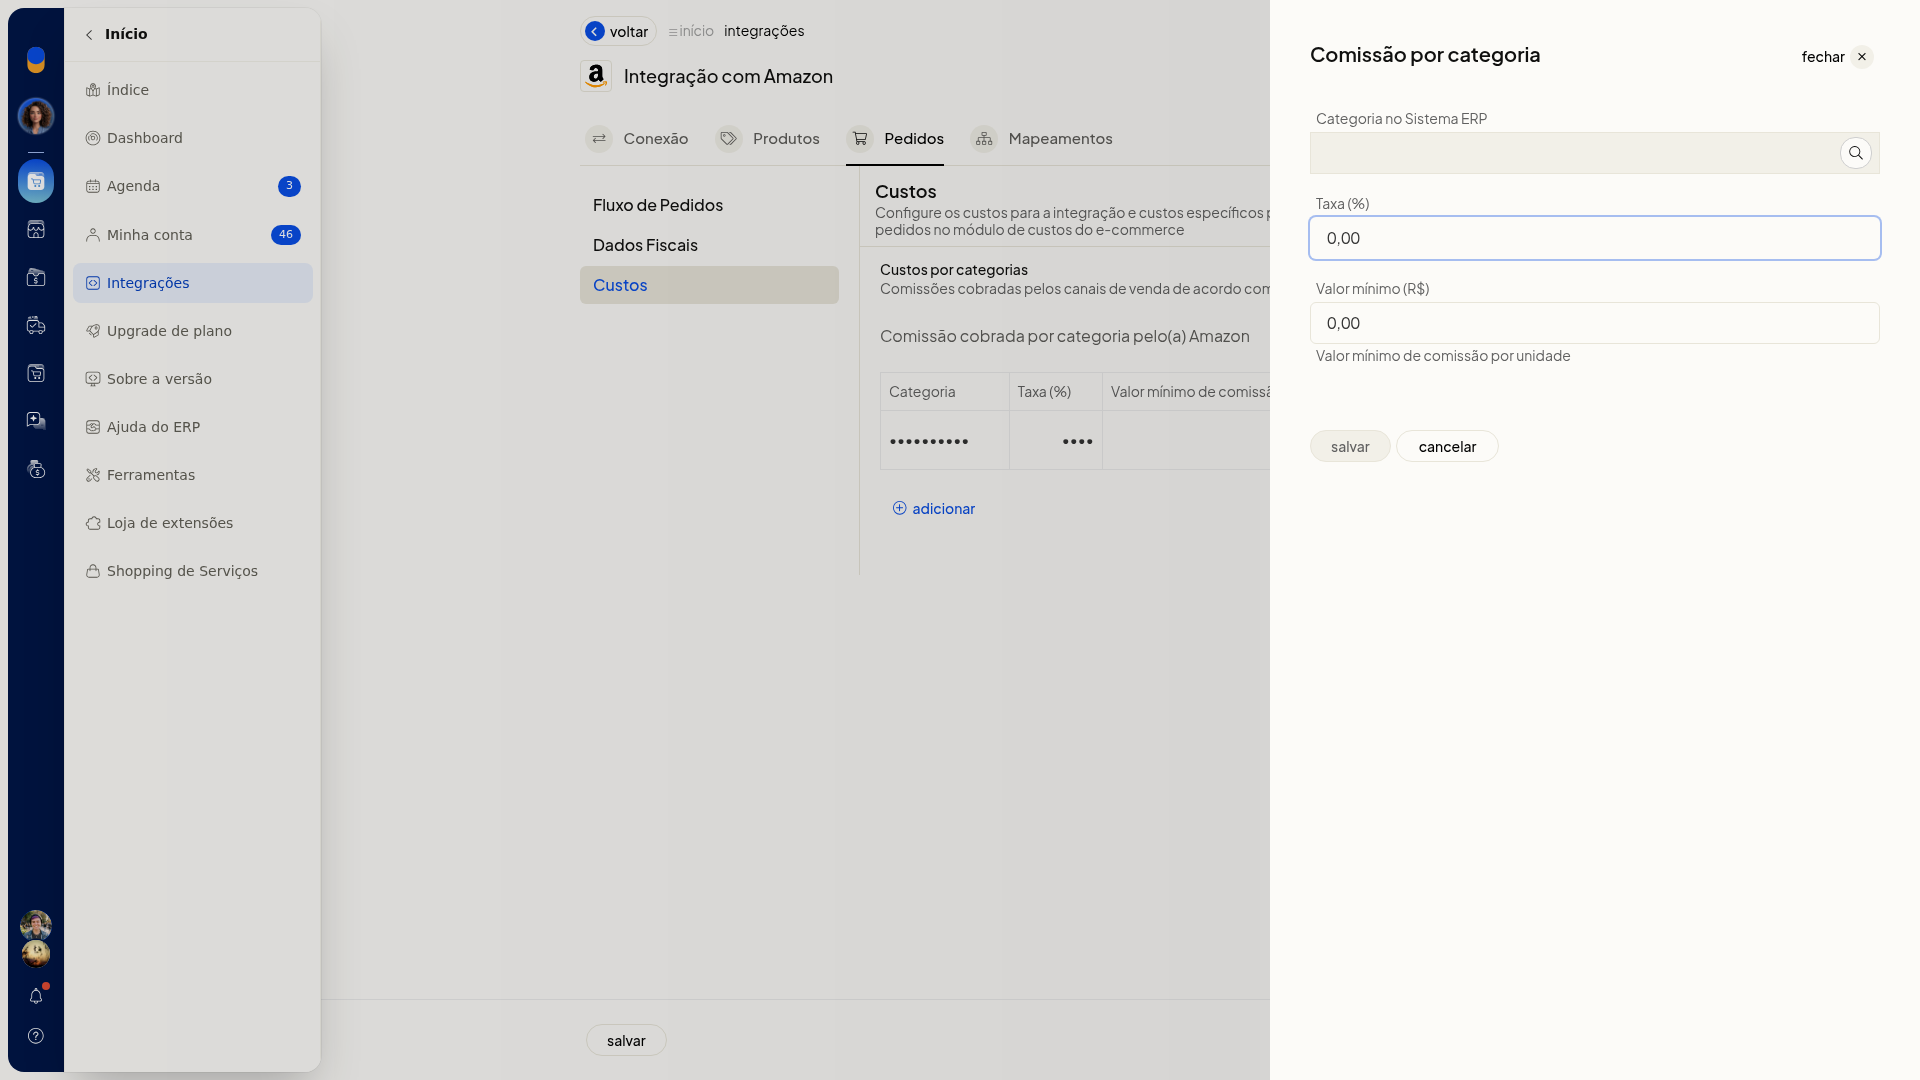 Início
Índice
Dashboard
Agenda
3
Minha conta
46
Integrações
Upgrade de plano
Sobre a versão
Ajuda do ERP
Ferramentas
Loja de extensões
Shopping de Serviços
voltar
início
integrações
Integração com Amazon
Conexão
Produtos
Pedidos
Mapeamentos
Fluxo de Pedidos
Dados Fiscais
Custos
Custos
Configure os custos para a integração e custos específicos
pedidos no módulo de custos do e-commerce
Custos por categorias
Comissões cobradas pelos canais de venda de acordo com
Comissão cobrada por categoria pelo(a) Amazon
Categoria
Taxa (%)
Valor mínimo de comiss
••••••••••
••••
adicionar
salvar
Comissão por categoria
fechar
Categoria no Sistema ERP
Taxa (%)
0,00
Valor mínimo (R$)
0,00
Valor mínimo de comissão por unidade
salvar
cancelar